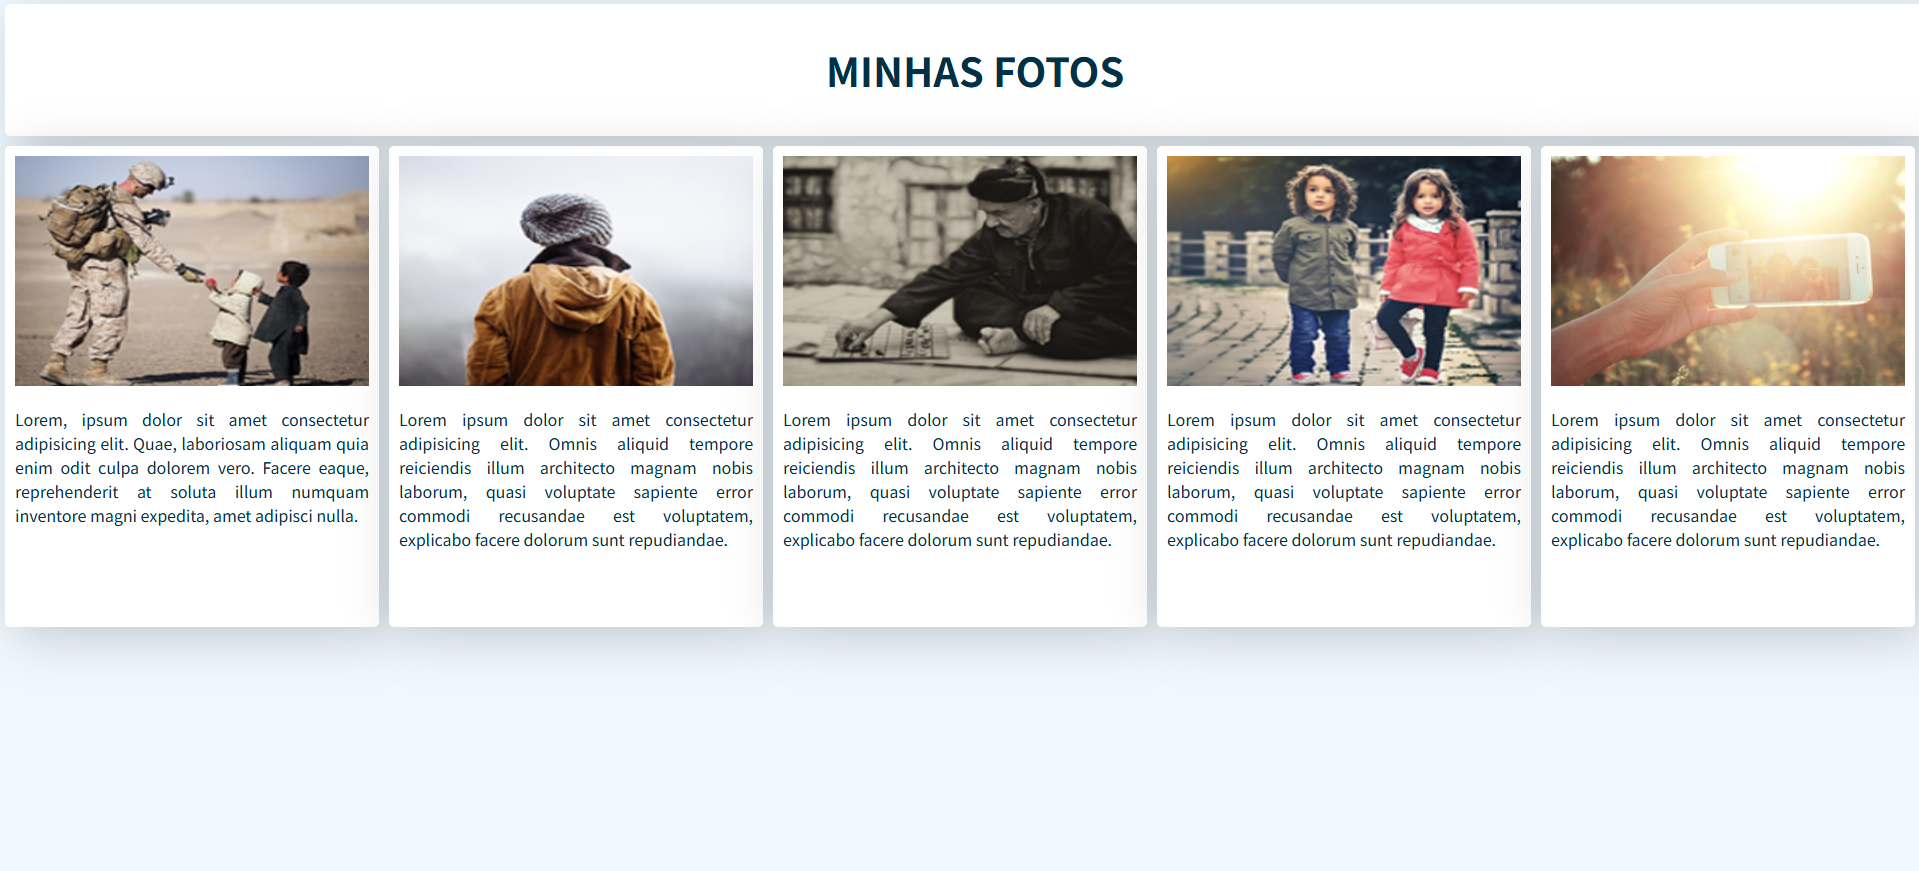 MINHAS FOTOS
Lorem, ipsum dolor sit amet consectetur
adipisicing elit. Quae, laboriosam aliquam quia
enim odit culpa dolorem vero. Facere eaque,
reprehenderit at soluta illum numquam
inventore magni expedita, amet adipisci nulla.
Lorem ipsum dolor sit amet consectetur
adipisicing elit. Omnis aliquid tempore
reiciendis illum architecto magnam nobis
laborum, quasi voluptate sapiente error
commodi recusandae est voluptatem,
explicabo facere dolorum sunt repudiandae.
Lorem ipsum dolor sit amet consectetur
adipisicing elit. Omnis aliquid tempore
reiciendis illum architecto magnam nobis
laborum, quasi voluptate sapiente error
commodi recusandae est voluptatem,
explicabo facere dolorum sunt repudiandae.
Lorem ipsum dolor sit amet consectetur
adipisicing elit. Omnis aliquid tempore
reiciendis illum architecto magnam nobis
laborum, quasi voluptate sapiente error
commodi recusandae est voluptatem,
explicabo facere dolorum sunt repudiandae.
Lorem ipsum dolor sit amet consectetur
adipisicing elit. Omnis aliquid tempore
reiciendis illum architecto magnam nobis
laborum, quasi voluptate sapiente error
commodi recusandae est voluptatem,
explicabo facere dolorum sunt repudiandae.